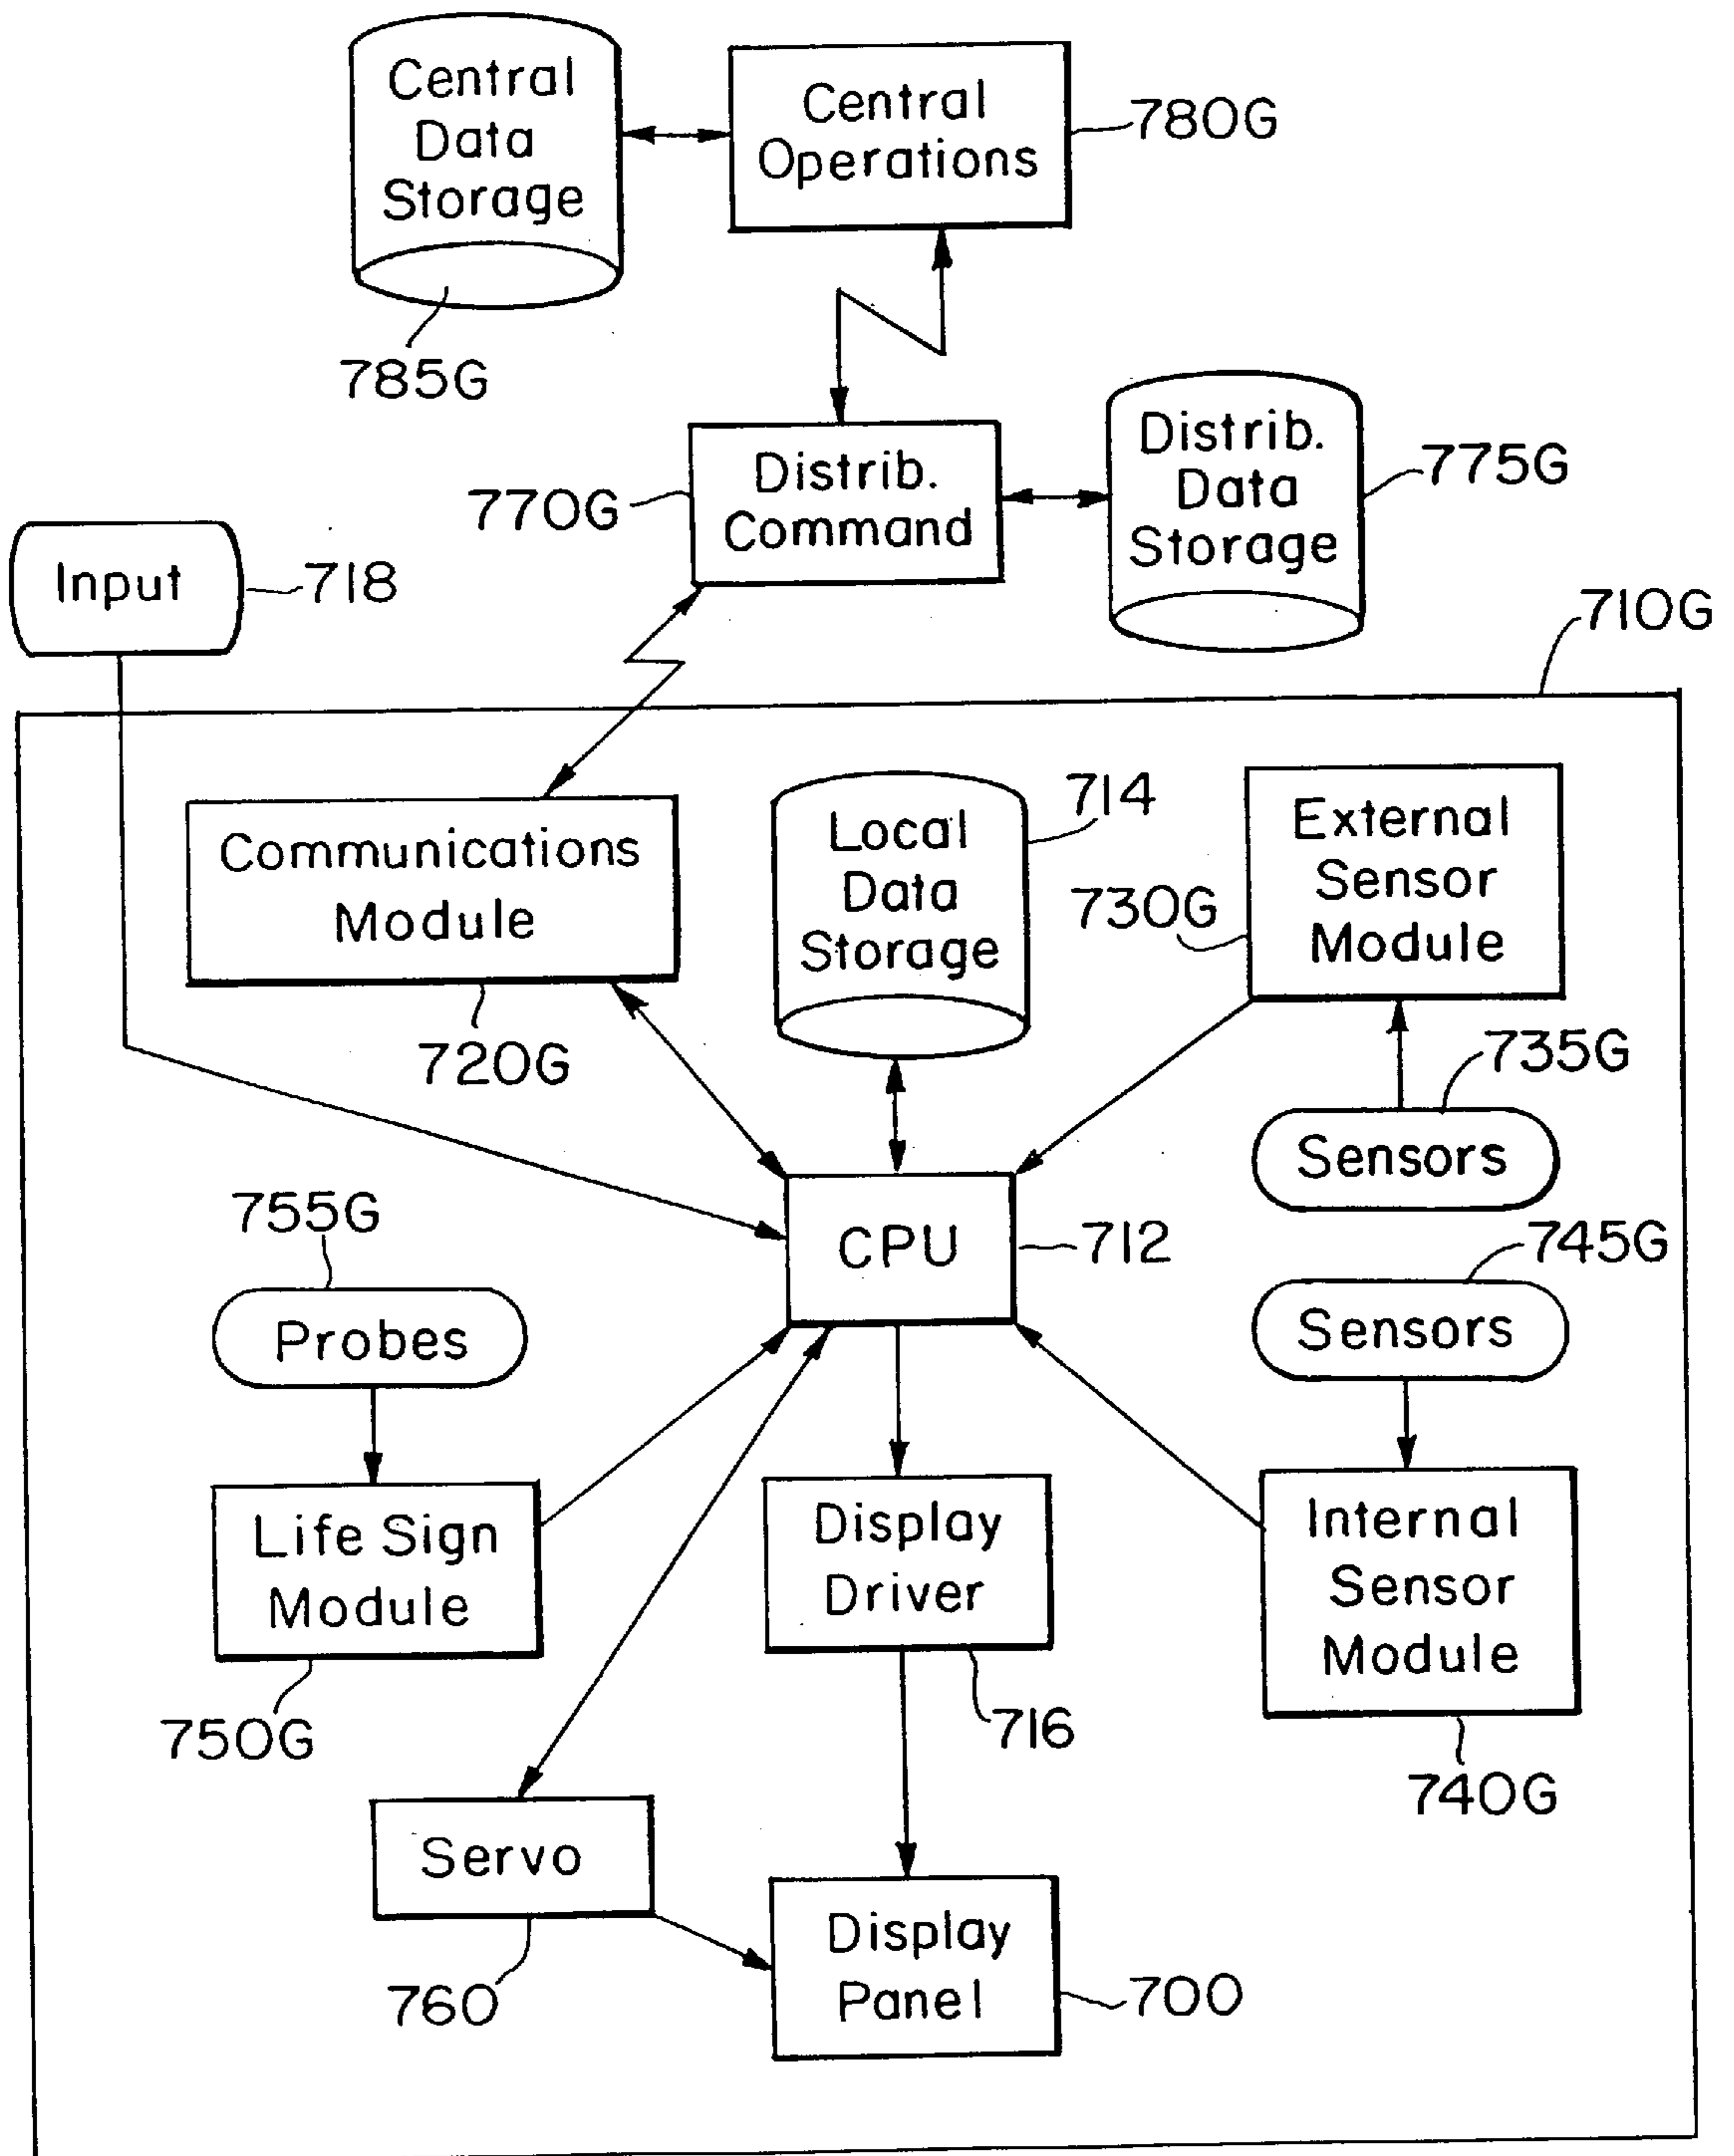 Central
Data
Storage
Central
Operations
780G
785G
Distrib.
Command
770G
Distrib.
Data
Storage
775G
Input
718
710G
Communications
Module
720G
Local
Data
Storage
714
External
Sensor
Module
730G
735G
Sensors
755G
Probes
CPU
712
745G
Sensors
Life Sign
Module
750G
Display
Driver
716
Internal
Sensor
Module
740G
Servo
760
Display
Panel
700